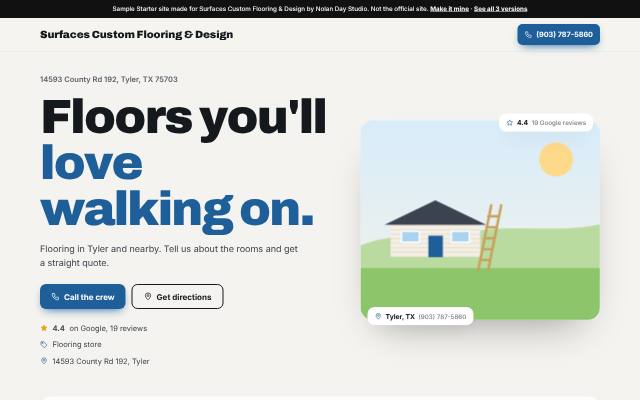 Sample Starter site made for Surfaces Custom Flooring & Design by Nolan Day Studio. Not the official site. Make it mine · See all 3 versions
Surfaces Custom Flooring & Design
(903) 787-5860
14593 County Rd 192, Tyler, TX 75703
Floors you'll
love
walking on.
Flooring in Tyler and nearby. Tell us about the rooms and get
a straight quote.
Call the crew
Get directions
4.4 on Google, 19 reviews
Flooring store
14593 County Rd 192, Tyler
4.4 19 Google reviews
Tyler, TX (903) 787-5860